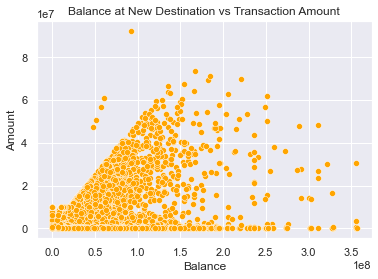 Balance at New Destination vs Transaction Amount
1e7
8
6
4
2
0
Amount
0.0 0.5 1.0 1.5 2.0 2.5 3.0 3.5
1e8
Balance